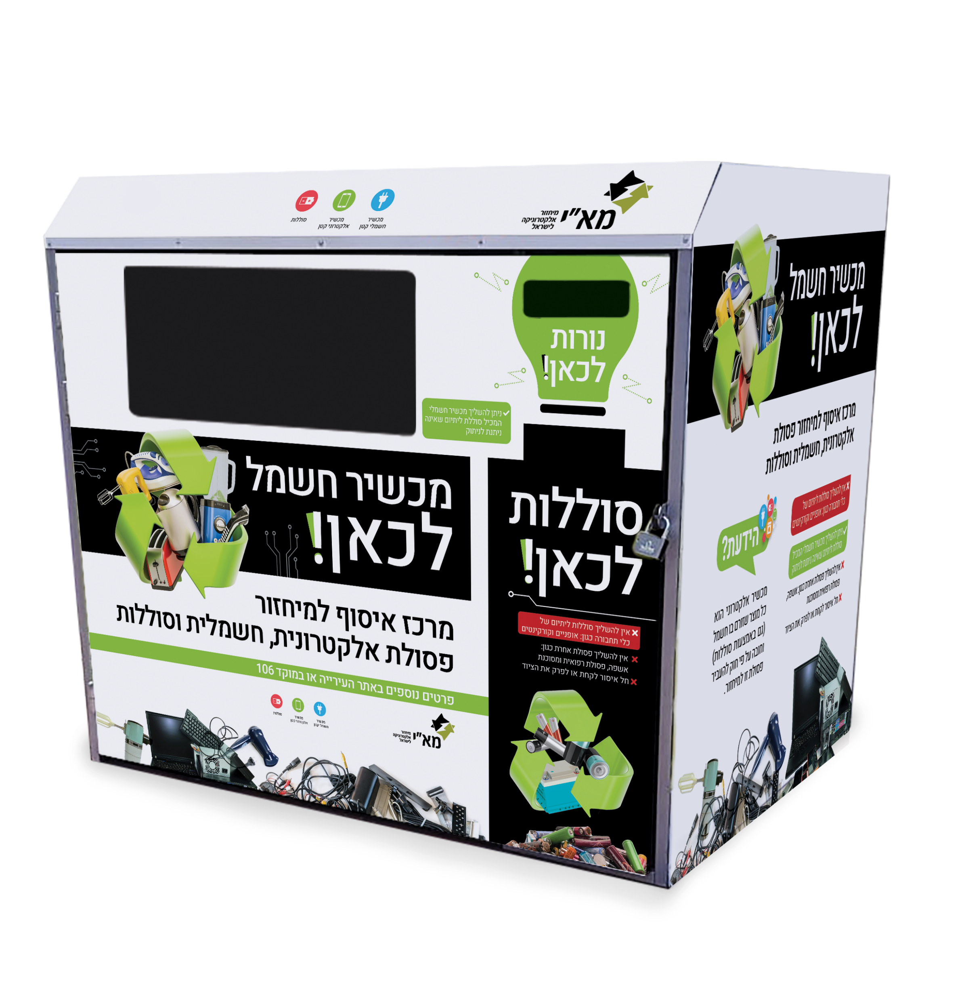 מא"י
מיחזור
אלקטרוניקה
לישראל
מכשיר
חשמלי קטן
מכשיר
אלקטרוני קטן
סוללות
נורות
לכאן!
ניתן להשליך מכשיר חשמלי
המכיל סוללת ליתיום שאינה
ניתנת לניתוק
מכשיר חשמל
לכאן!
מרכז איסוף למיחזור
פסולת אלקטרונית, חשמלית וסוללות
פרטים נוספים באתר העירייה או במוקד 106
מכשיר
חשמלי קטן
מכשיר
אלקטרוני קטן
סוללות
מא"י
מיחזור
אלקטרוניקה
לישראל
סוללות
לכאן!
אין להשליך סוללות ליתיום של
כלי תחבורה כגון: אופניים וקורקינטים
אין להשליך פסולת אחרת כגון:
אשפה, פסולת רפואית ומסוכנת
חל איסור לקחת או לפרק את הציוד
מכשיר חשמל
לכאן!
מרכז איסוף למיחזור פסולת
אלקטרונית, חשמלית וסוללות
אין להשליך סוללות ליתיום של
כלי תחבורה כגון: אופניים וקורקינטים
ניתן להשליך מכשיר חשמלי המכיל
סוללת ליתיום שאינה ניתנת לניתוק
אין להשליך פסולת אחרת כגון: אשפה,
פסולת רפואית ומסוכנת
חל איסור לקחת או לפרק את הציוד
הידעת?
מכשיר אלקטרוני הוא
כל מוצר שזורם בו חשמל
(גם באמצעות סוללות)
וחובה על פי חוק להעביר
פסולת זו למיחזור.